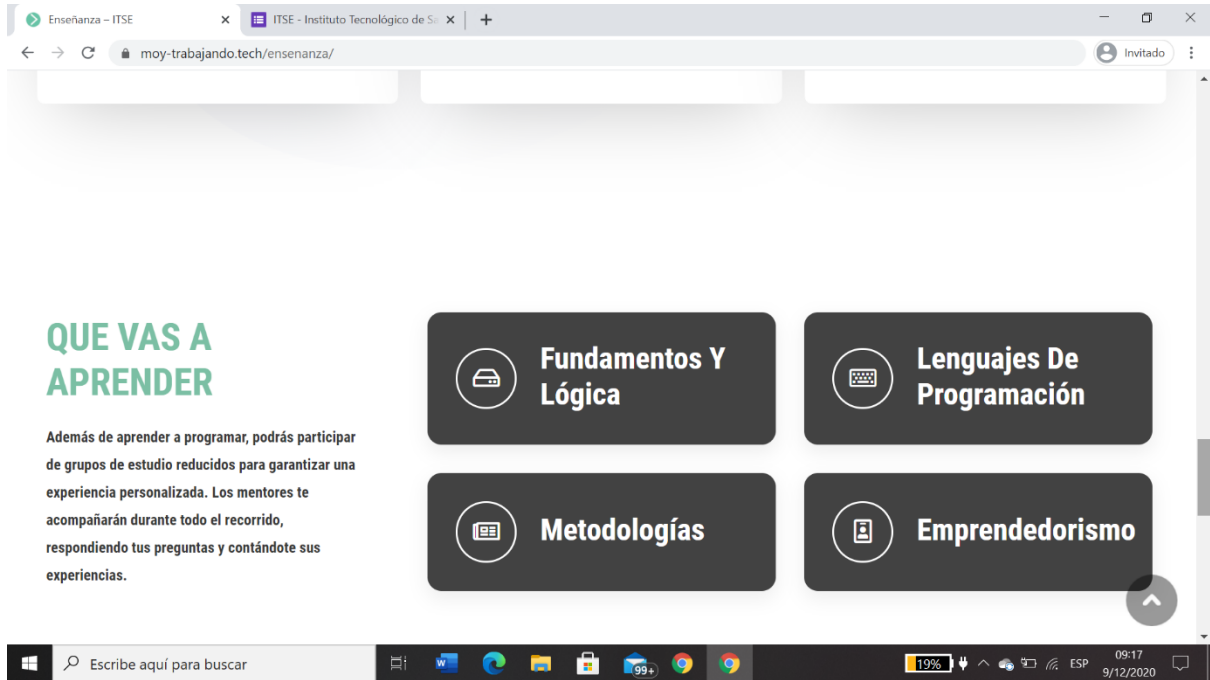 Enseñanza – ITSE
ITSE - Instituto Tecnológico de Sa
moy-trabajando.tech/ensenanza/
Invitado
QUE VAS A
APRENDER
Además de aprender a programar, podrás participar
de grupos de estudio reducidos para garantizar una
experiencia personalizada. Los mentores te
acompañarán durante todo el recorrido,
respondiendo tus preguntas y contándote sus
experiencias.
Fundamentos Y
Lógica
Lenguajes De
Programación
Metodologías
Emprendedorismo
Escribe aquí para buscar
99+
19%
ESP
09:17
9/12/2020